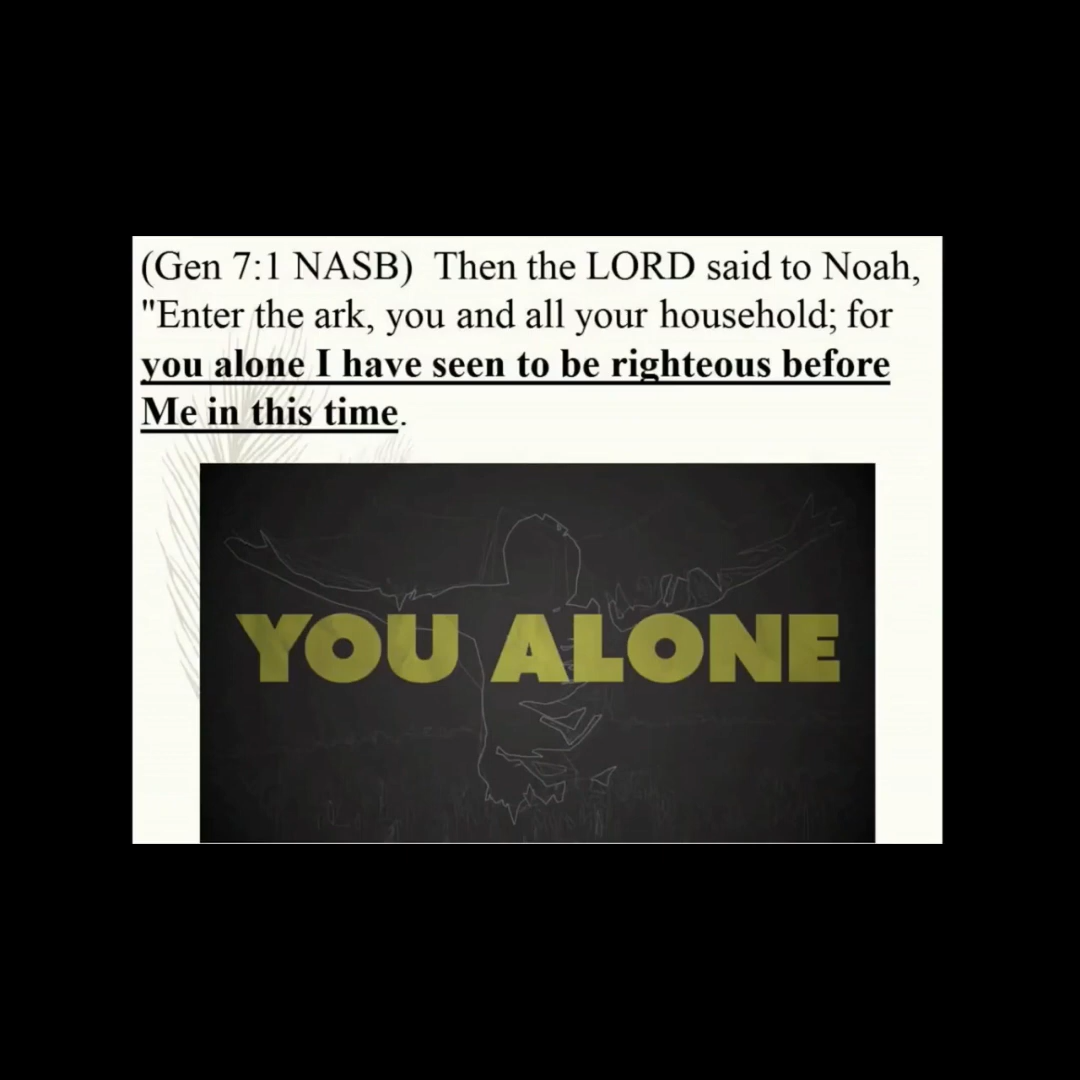 (Gen 7:1 NASB)  Then the LORD said to Noah,
"Enter the ark, you and all your household; for
you alone I have seen to be righteous before
Me in this time.
YOU ALONE